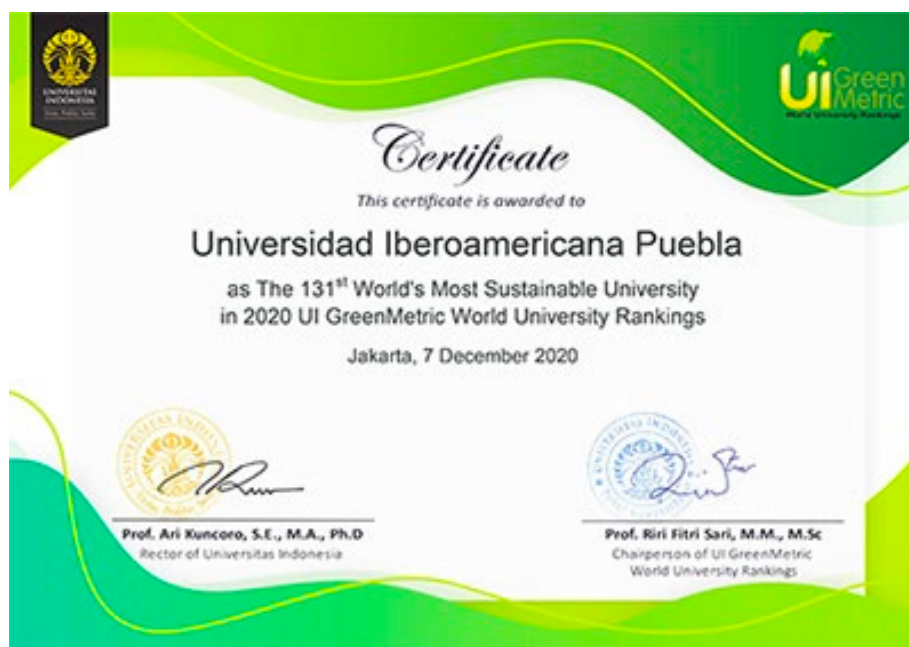 UNIVERSITAS
INDONESIA
UI Green
Metric
World University Rankings
Certificate
This certificate is awarded to
Universidad Iberoamericana Puebla
as The 131st World's Most Sustainable University
in 2020 UI GreenMetric World University Rankings
Jakarta, 7 December 2020
Prof. Ari Kuncoro, S.E., M.A., Ph.D
Rector of Universitas Indonesia
Prof. Riri Fitri Sari, M.M., M.Sc
Chairperson of UI GreenMetric
World University Rankings